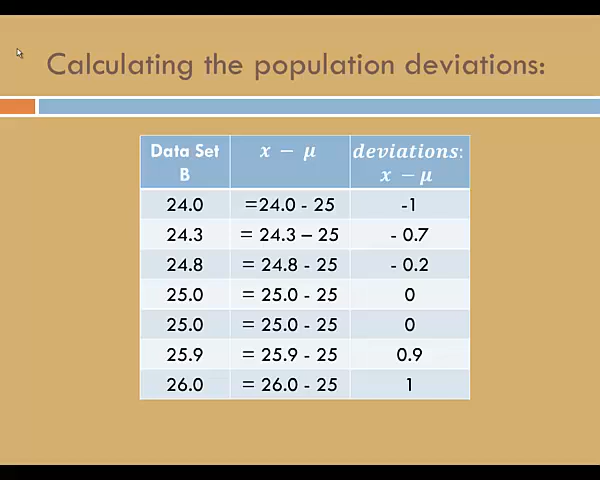 Calculating the population deviations:
Data Set B | x − μ | deviations: x − μ
24.0 | =24.0 - 25 | -1
24.3 | = 24.3 – 25 | - 0.7
24.8 | = 24.8 - 25 | - 0.2
25.0 | = 25.0 - 25 | 0
25.0 | = 25.0 - 25 | 0
25.9 | = 25.9 - 25 | 0.9
26.0 | = 26.0 - 25 | 1